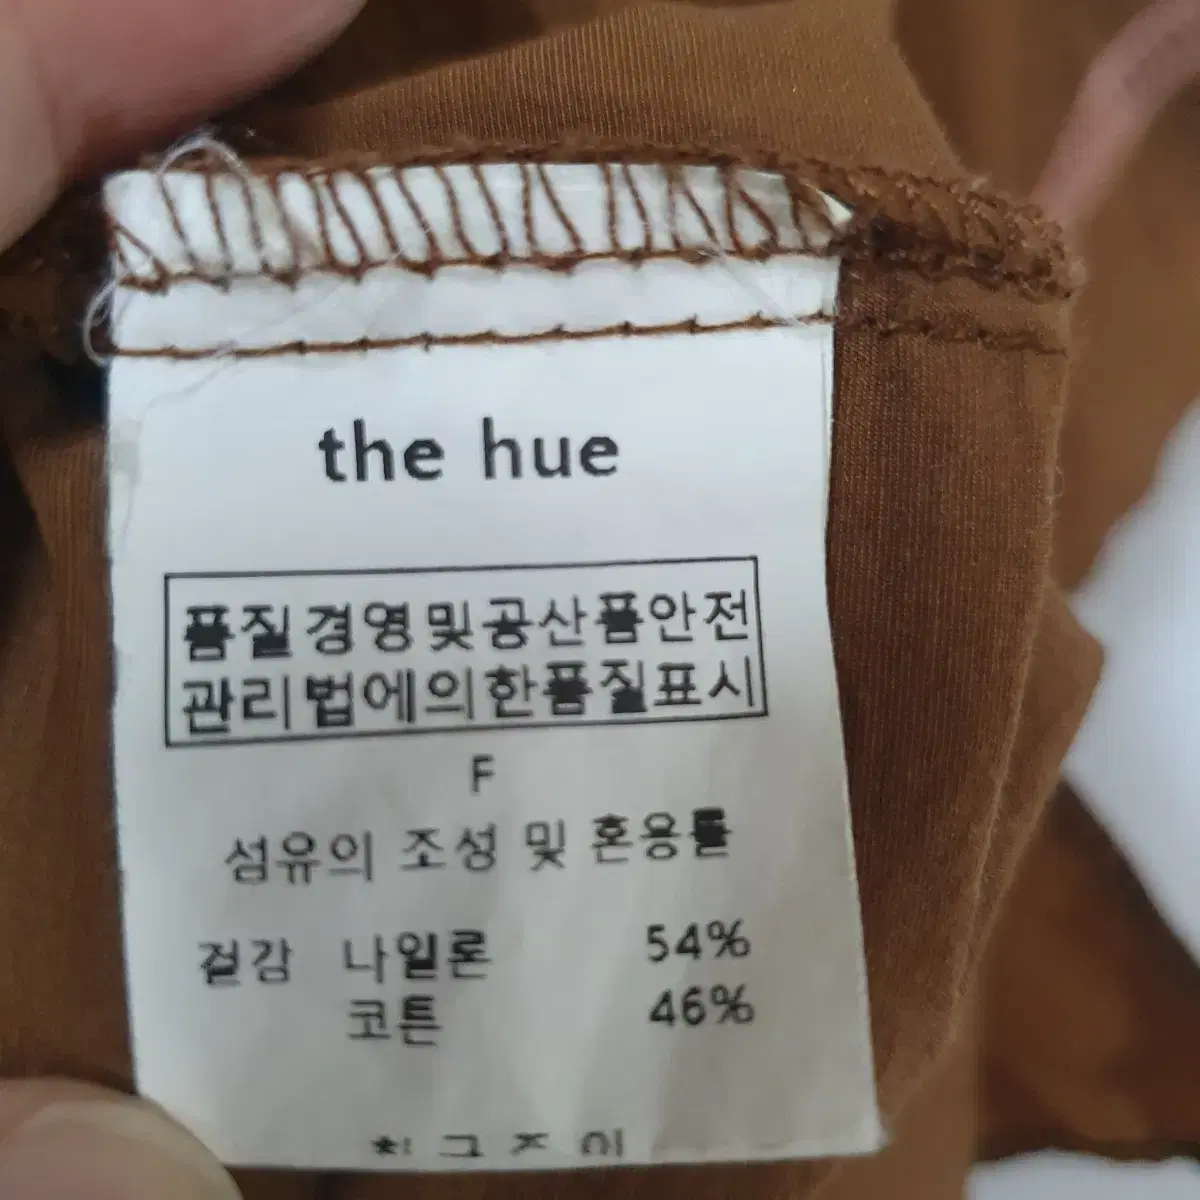 the hue
품질경영및공산품안전
관리법에의한품질표시
F
섬유의 조성 및 혼용률
겉감 나일론 54%
코튼 46%